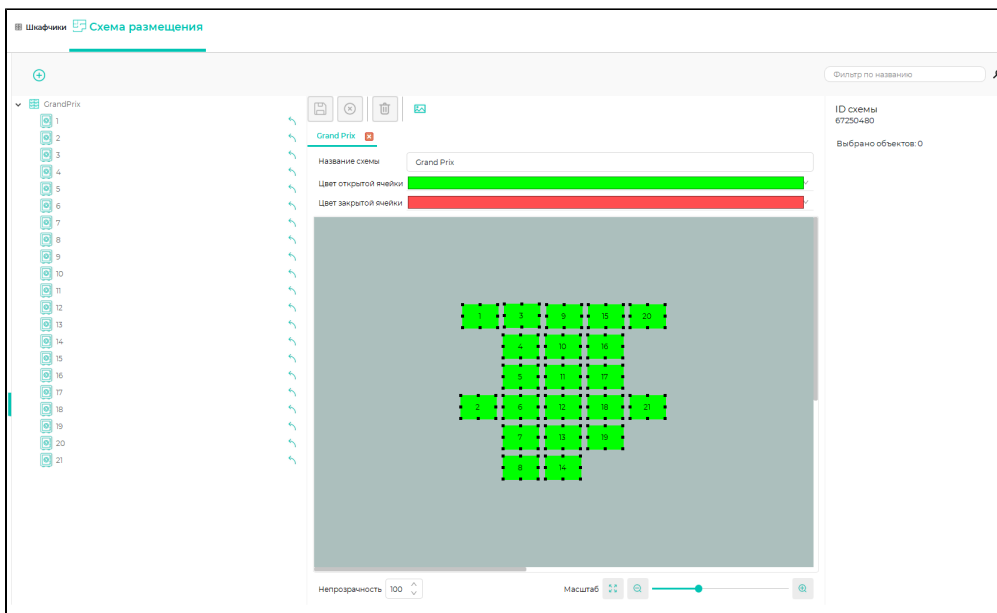 Шкафчики Схема размещения
Фильтр по названию
GrandPrix
1
2
3
4
5
6
7
8
9
10
11
12
13
14
15
16
17
18
19
20
21
Grand Prix
Название схемы Grand Prix
Цвет открытой ячейки
Цвет закрытой ячейки
1 3 9 15 20
4 10 16
5 11 17
2 6 12 18 21
7 13 19
8 14
Непрозрачность 100 Масштаб
ID схемы
67250480
Выбрано объектов: 0